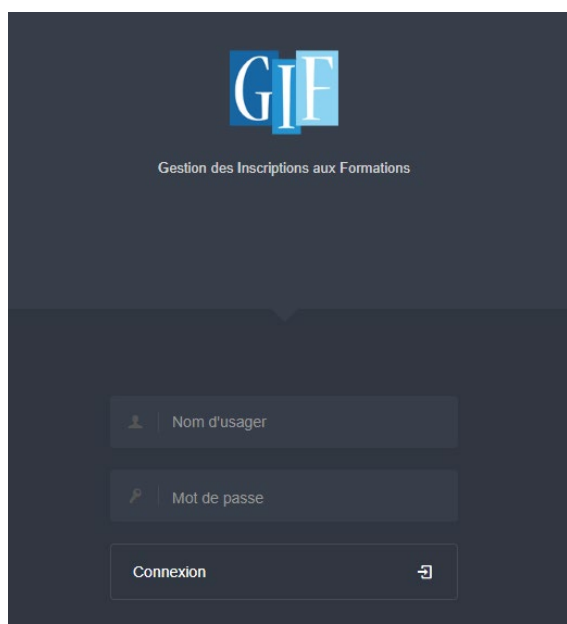 GIF
Gestion des Inscriptions aux Formations
Nom d'usager
Mot de passe
Connexion